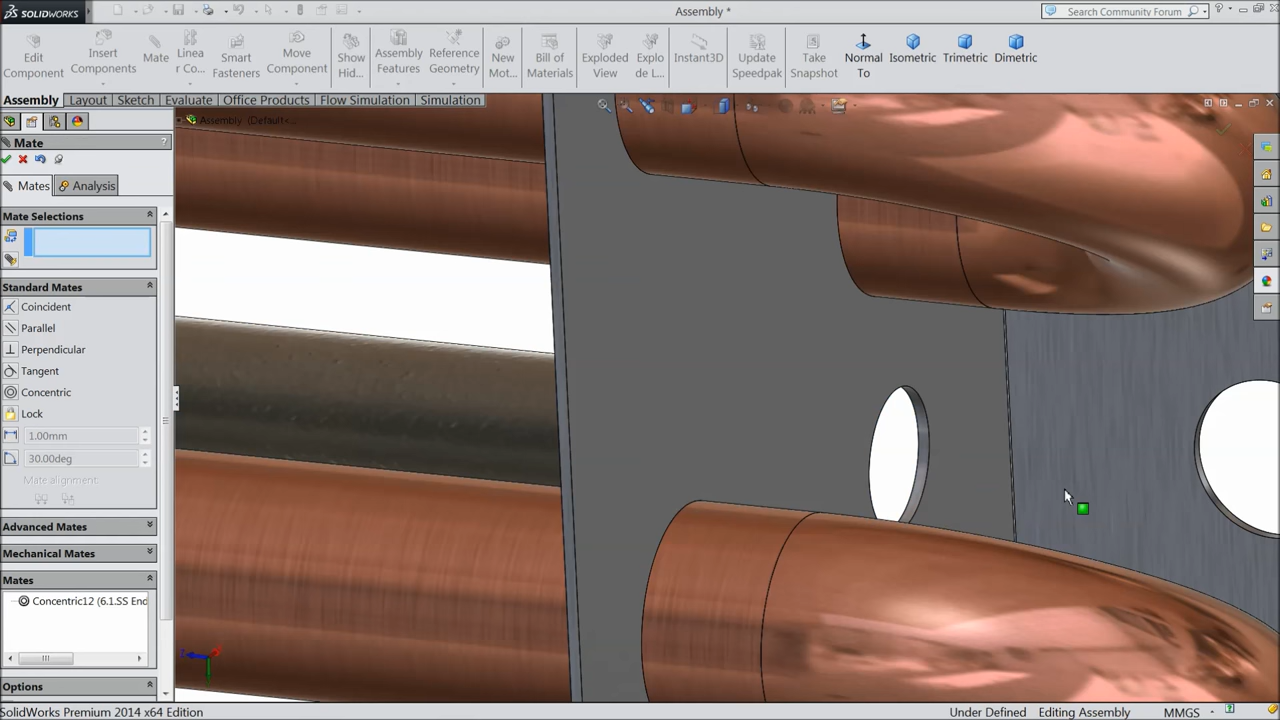 SOLIDWORKS
Assembly *
Search Community Forum
Edit Component
Insert Components
Mate
Linea r Co...
Smart Fasteners
Move Component
Show Hid...
Assembly Features
Reference Geometry
New Mot...
Bill of Materials
Exploded View
Explo de L...
Instant3D
Update Speedpak
Take Snapshot
Normal To
Isometric
Trimetric
Dimetric
Assembly
Layout
Sketch
Evaluate
Office Products
Flow Simulation
Simulation
Assembly (Default<...
Mate
?
Mates
Analysis
Mate Selections
Standard Mates
Coincident
Parallel
Perpendicular
Tangent
Concentric
Lock
1.00mm
30.00deg
Mate alignment:
Advanced Mates
Mechanical Mates
Mates
Concentric12 (6.1.SS End
Options
SolidWorks Premium 2014 x64 Edition
Under Defined
Editing Assembly
MMGS